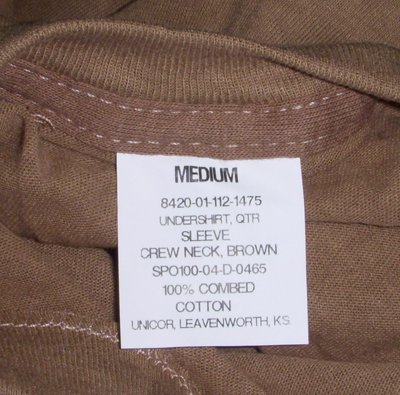 MEDIUM
8420-01-112-1475
UNDERSHIRT, QTR
SLEEVE
CREW NECK, BROWN
SPO100-04-D-0465
100% COMBED
COTTON
UNICOR, LEAVENWORTH, KS.